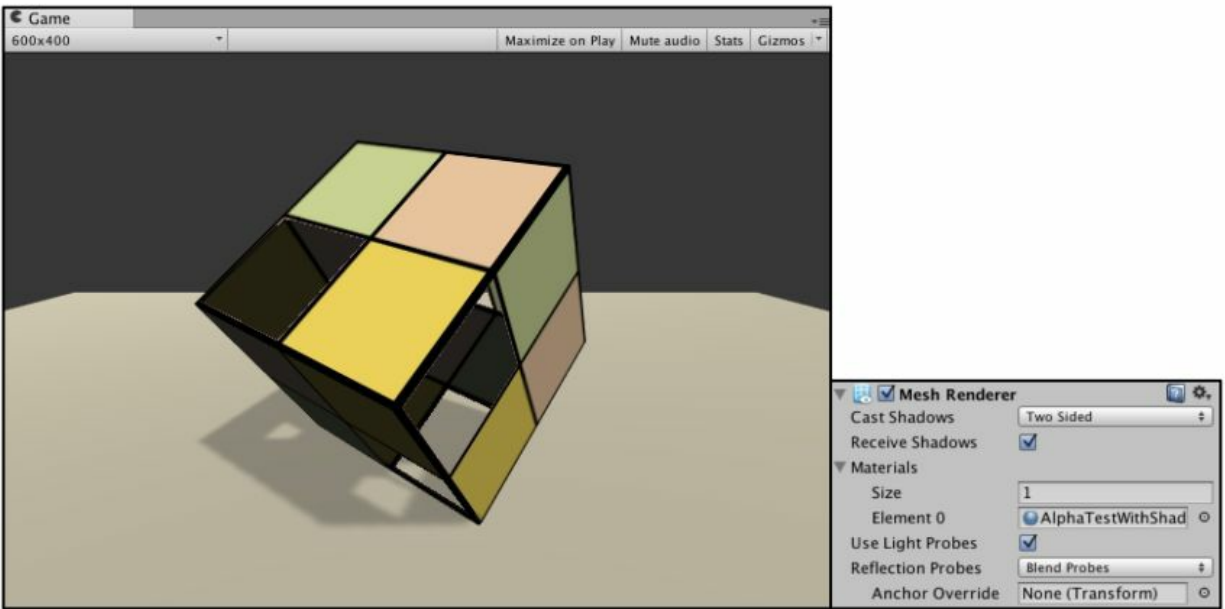 Game
600x400 Maximize on Play Mute audio Stats Gizmos
Mesh Renderer
Cast Shadows Two Sided
Receive Shadows
Materials
Size 1
Element 0 AlphaTestWithShad
Use Light Probes
Reflection Probes Blend Probes
Anchor Override None (Transform)